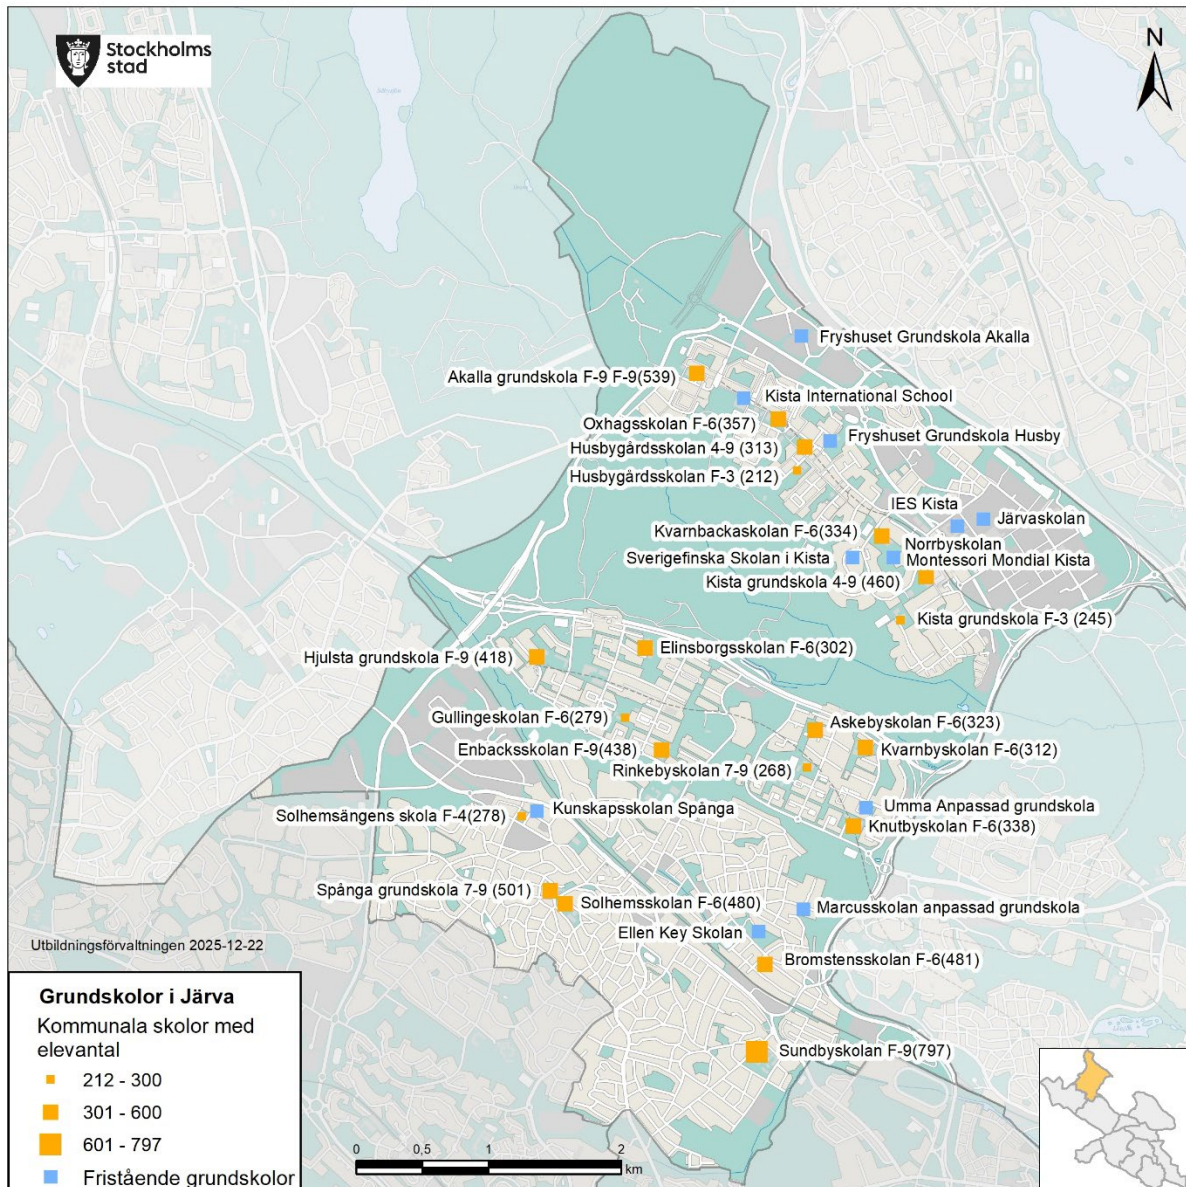 Stockholms
stad
N
Fryshuset Grundskola Akalla
Akalla grundskola F-9 F-9(539)
Kista International School
Oxhagsskolan F-6(357)
Fryshuset Grundskola Husby
Husbygårdsskolan 4-9 (313)
Husbygårdsskolan F-3 (212)
IES Kista
Järvaskolan
Kvarnbackaskolan F-6(334)
Norrbyskolan
Sverigefinska Skolan i Kista
Montessori Mondial Kista
Kista grundskola 4-9 (460)
Kista grundskola F-3 (245)
Elinsborgsskolan F-6(302)
Hjulsta grundskola F-9 (418)
Gullingeskolan F-6(279)
Askebyskolan F-6(323)
Enbacksskolan F-9(438)
Kvarnbyskolan F-6(312)
Rinkebyskolan 7-9 (268)
Umma Anpassad grundskola
Kunskapsskolan Spånga
Solhemsängens skola F-4(278)
Knutbyskolan F-6(338)
Spånga grundskola 7-9 (501)
Solhemsskolan F-6(480)
Marcusskolan anpassad grundskola
Ellen Key Skolan
Bromstensskolan F-6(481)
Sundbyskolan F-9(797)
Utbildningsförvaltningen 2025-12-22
Grundskolor i Järva
Kommunala skolor med
elevantal
212 - 300
301 - 600
601 - 797
Fristående grundskolor
0 0,5 1 2
km